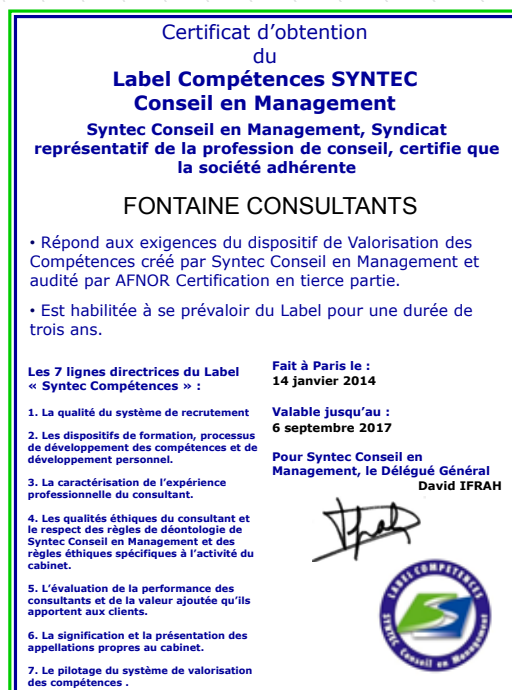 Certificat d’obtention
du
Label Compétences SYNTEC
Conseil en Management
Syntec Conseil en Management, Syndicat
représentatif de la profession de conseil, certifie que
la société adhérente
FONTAINE CONSULTANTS
• Répond aux exigences du dispositif de Valorisation des
Compétences créé par Syntec Conseil en Management et
audité par AFNOR Certification en tierce partie.
• Est habilitée à se prévaloir du Label pour une durée de
trois ans.
Les 7 lignes directrices du Label
« Syntec Compétences » :
1. La qualité du système de recrutement
2. Les dispositifs de formation, processus
de développement des compétences et de
développement personnel.
3. La caractérisation de l’expérience
professionnelle du consultant.
4. Les qualités éthiques du consultant et
le respect des règles de déontologie de
Syntec Conseil en Management et des
règles éthiques spécifiques à l’activité du
cabinet.
5. L’évaluation de la performance des
consultants et de la valeur ajoutée qu’ils
apportent aux clients.
6. La signification et la présentation des
appellations propres au cabinet.
7. Le pilotage du système de valorisation
des compétences .
Fait à Paris le :
14 janvier 2014
Valable jusqu’au :
6 septembre 2017
Pour Syntec Conseil en
Management, le Délégué Général
David IFRAH
LABEL COMPETENCES
SYNTEC Conseil en Management